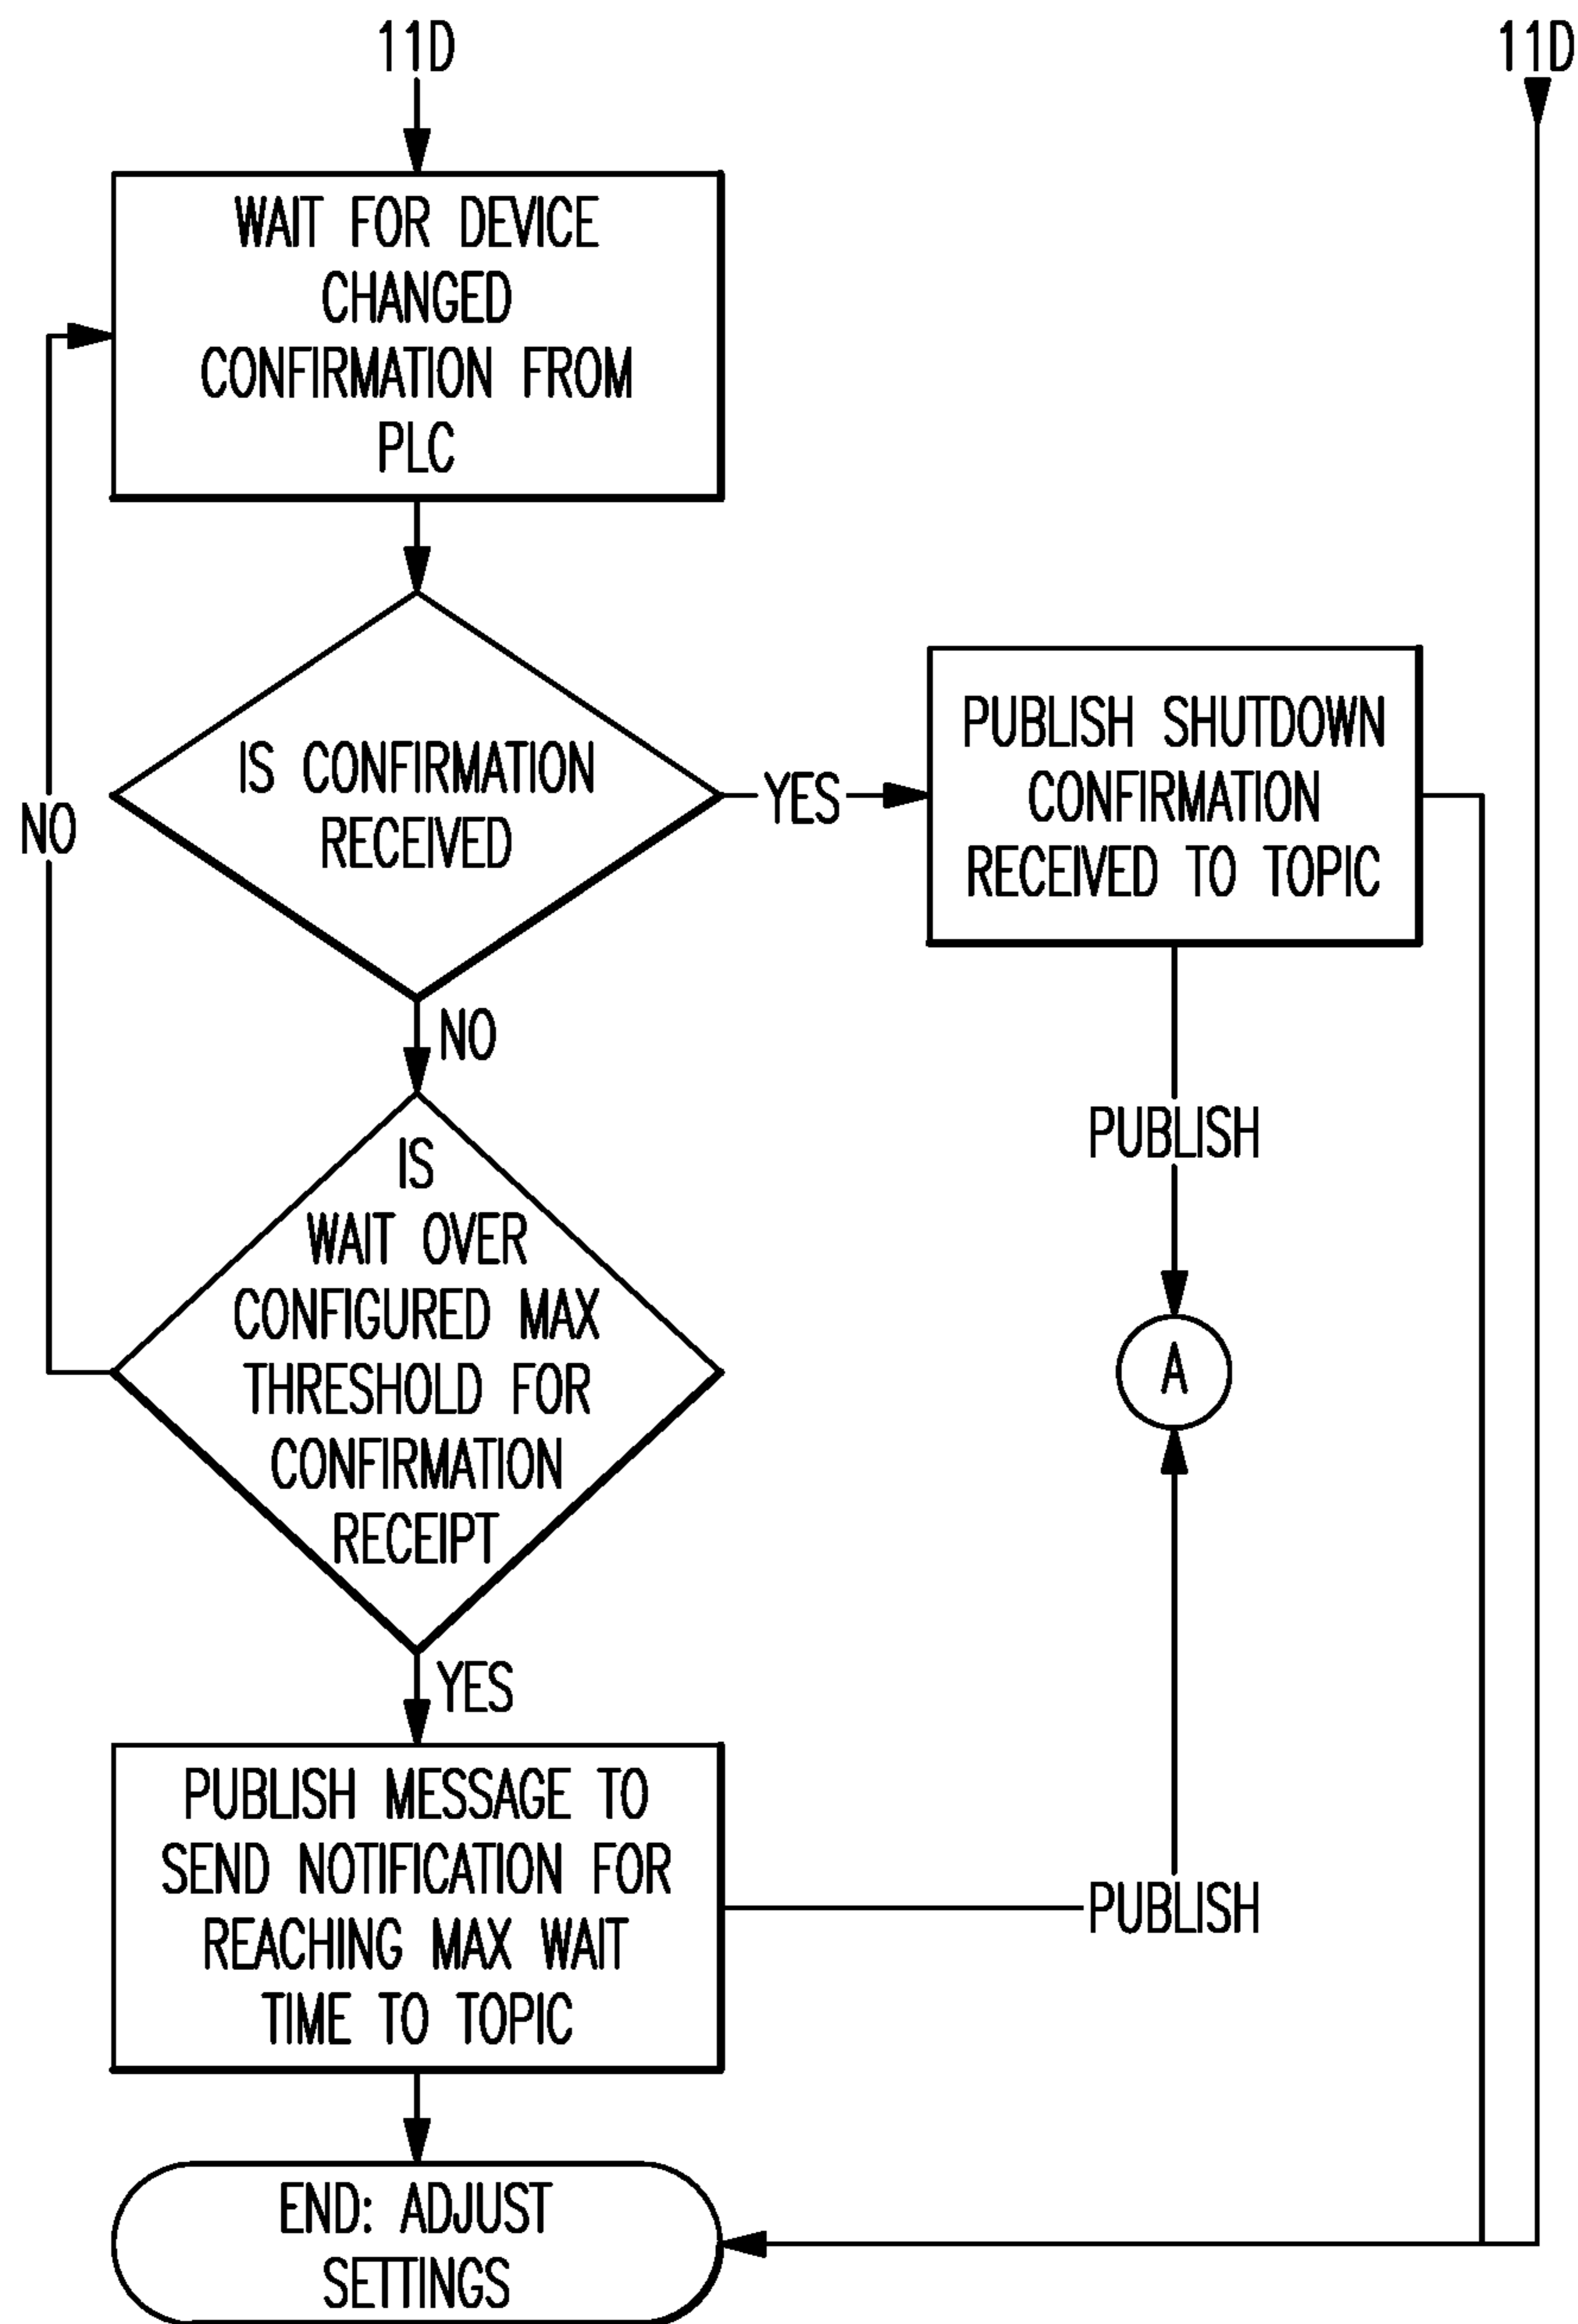 11D
11D
WAIT FOR DEVICE
CHANGED
CONFIRMATION FROM
PLC
IS CONFIRMATION
RECEIVED
YES
PUBLISH SHUTDOWN
CONFIRMATION
RECEIVED TO TOPIC
NO
NO
IS
WAIT OVER
CONFIGURED MAX
THRESHOLD FOR
CONFIRMATION
RECEIPT
PUBLISH
A
YES
PUBLISH MESSAGE TO
SEND NOTIFICATION FOR
REACHING MAX WAIT
TIME TO TOPIC
PUBLISH
END: ADJUST
SETTINGS